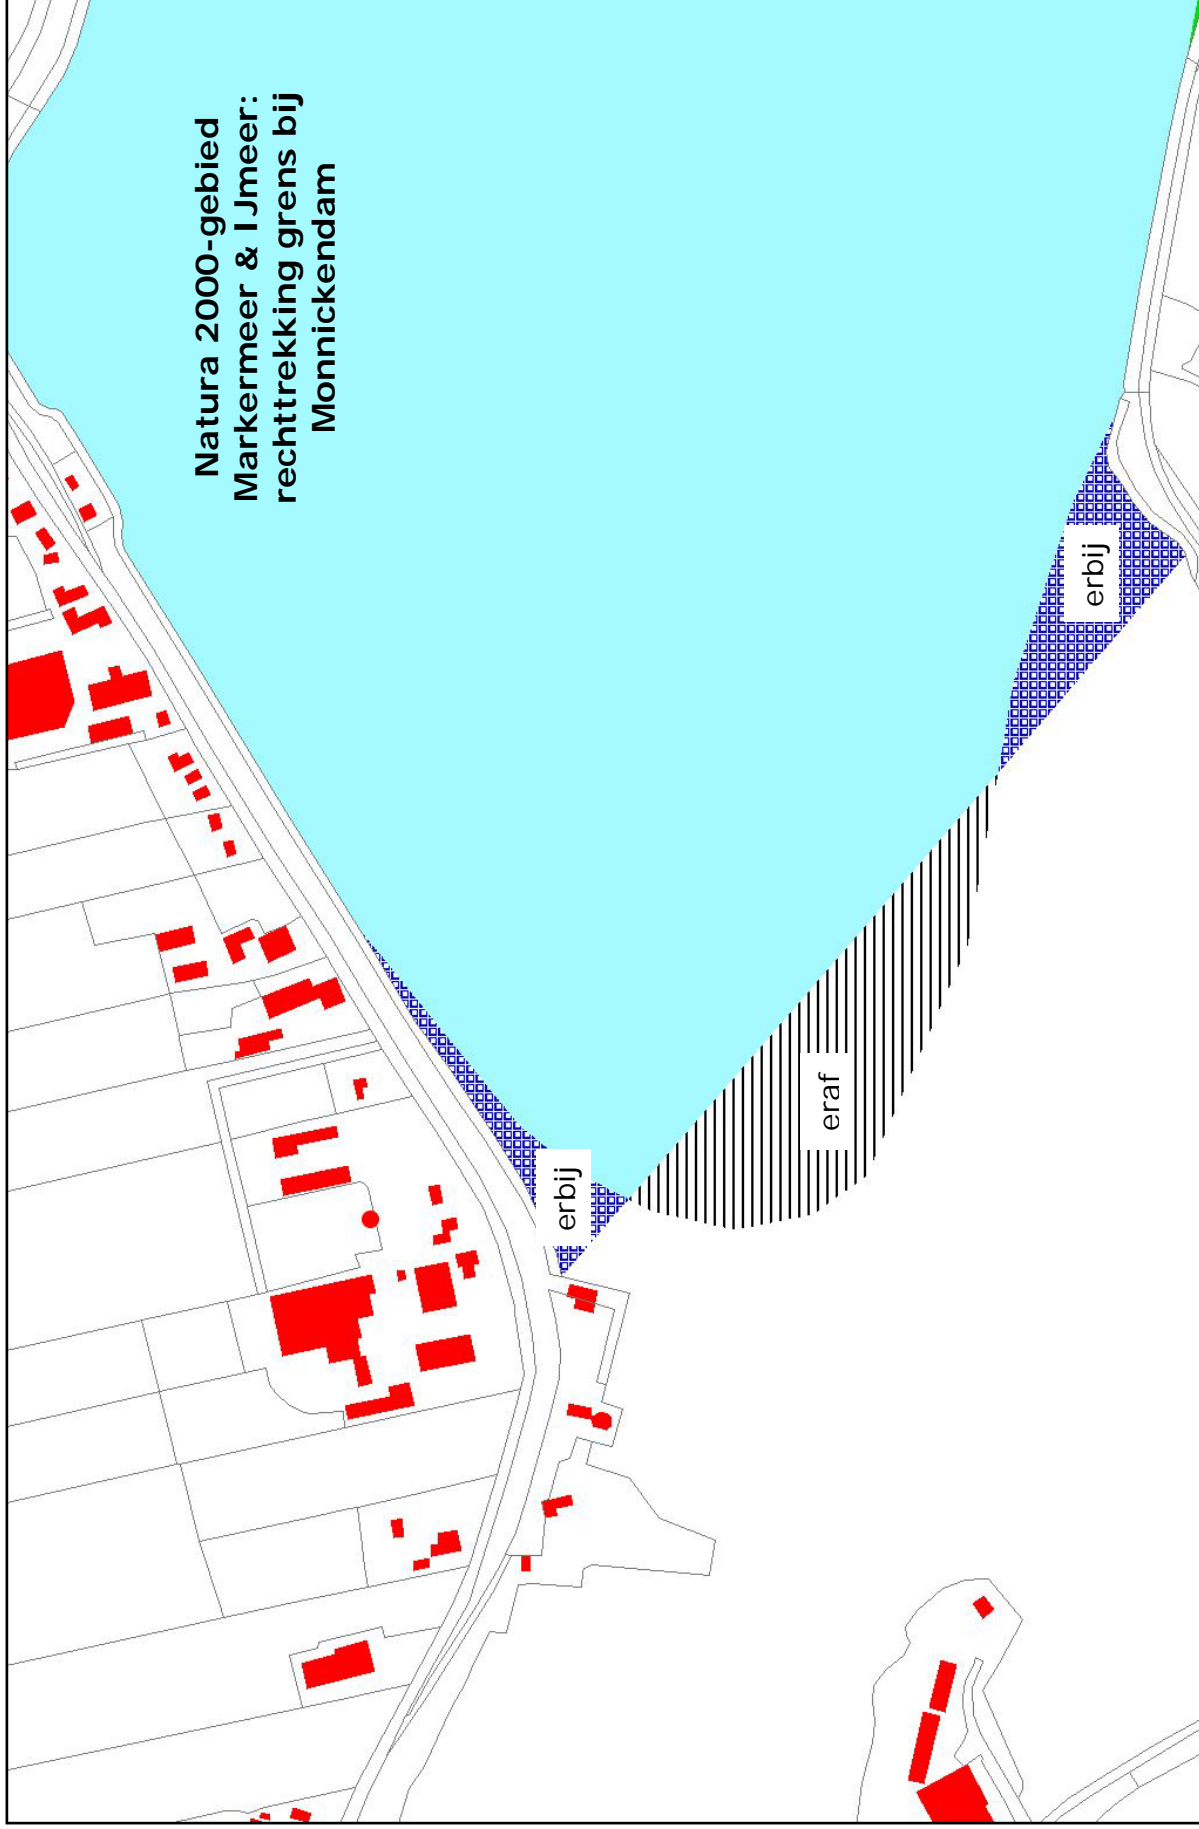 Natura 2000-gebied
Markermeer & IJmeer:
rechttrekking grens bij
Monnickendam
erbij
eraf
erbij